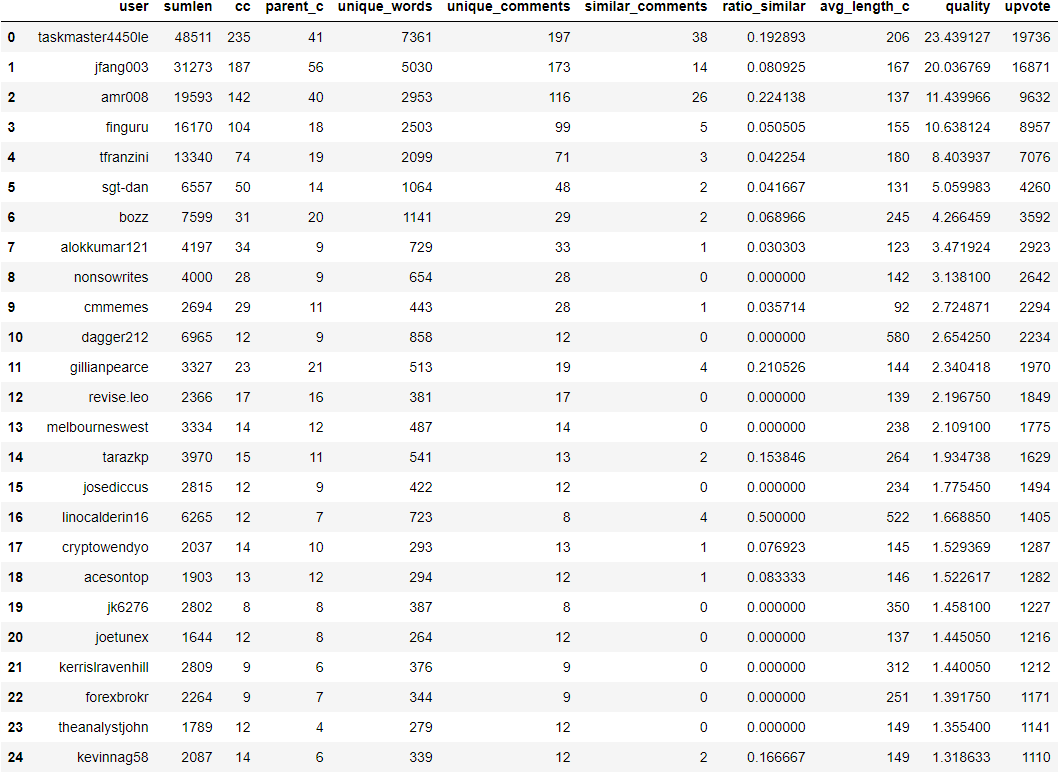 user sumlen cc parent_c unique_words unique_comments similar_comments ratio_similar avg_length_c quality upvote
0 taskmaster4450le 48511 235 41 7361 197 38 0.192893 206 23.439127 19736
1 jfang003 31273 187 56 5030 173 14 0.080925 167 20.036769 16871
2 amr008 19593 142 40 2953 116 26 0.224138 137 11.439966 9632
3 finguru 16170 104 18 2503 99 5 0.050505 155 10.638124 8957
4 tfranzini 13340 74 19 2099 71 3 0.042254 180 8.403937 7076
5 sgt-dan 6557 50 14 1064 48 2 0.041667 131 5.059983 4260
6 bozz 7599 31 20 1141 29 2 0.068966 245 4.266459 3592
7 alokkumar121 4197 34 9 729 33 1 0.030303 123 3.471924 2923
8 nonsowrites 4000 28 9 654 28 0 0.000000 142 3.138100 2642
9 cmmemes 2694 29 11 443 28 1 0.035714 92 2.724871 2294
10 dagger212 6965 12 9 858 12 0 0.000000 580 2.654250 2234
11 gillianpearce 3327 23 21 513 19 4 0.210526 144 2.340418 1970
12 revise.leo 2366 17 16 381 17 0 0.000000 139 2.196750 1849
13 melbourneswest 3334 14 12 487 14 0 0.000000 238 2.109100 1775
14 tarazkp 3970 15 11 541 13 2 0.153846 264 1.934738 1629
15 josediccus 2815 12 9 422 12 0 0.000000 234 1.775450 1494
16 linocalderin16 6265 12 7 723 8 4 0.500000 522 1.668850 1405
17 cryptowendyo 2037 14 10 293 13 1 0.076923 145 1.529369 1287
18 acesontop 1903 13 12 294 12 1 0.083333 146 1.522617 1282
19 jk6276 2802 8 8 387 8 0 0.000000 350 1.458100 1227
20 joetunex 1644 12 8 264 12 0 0.000000 137 1.445050 1216
21 kerrislravenhill 2809 9 6 376 9 0 0.000000 312 1.440050 1212
22 forexbrokr 2264 9 7 344 9 0 0.000000 251 1.391750 1171
23 theanalystjohn 1789 12 4 279 12 0 0.000000 149 1.355400 1141
24 kevinnag58 2087 14 6 339 12 2 0.166667 149 1.318633 1110